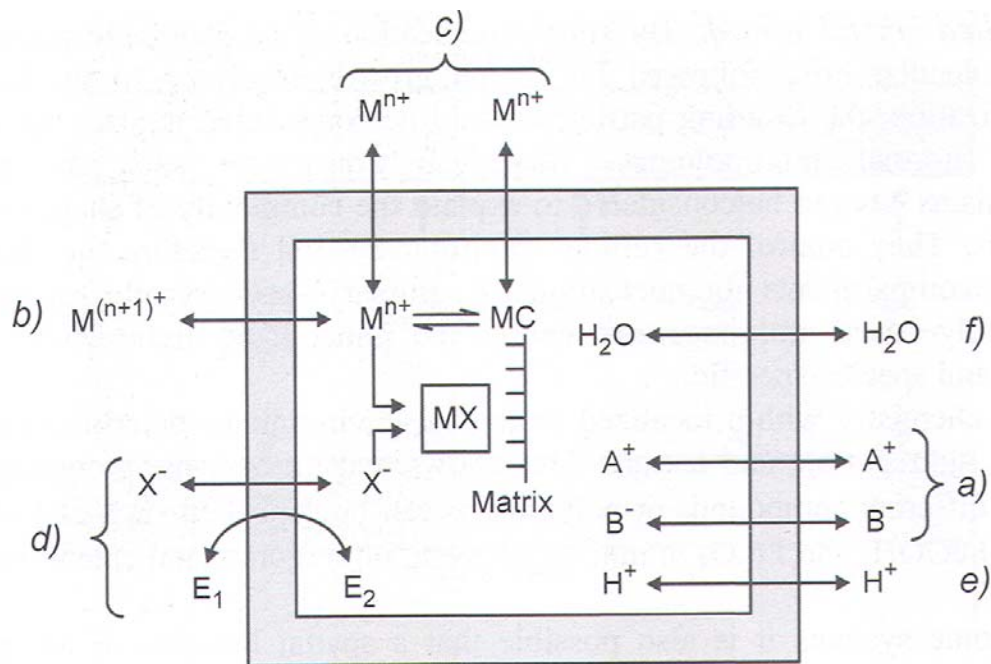 c)
Mⁿ⁺ Mⁿ⁺
b) M⁽ⁿ⁺¹⁾⁺ Mⁿ⁺ MC H₂O H₂O f)
MX
A⁺ A⁺
X⁻ X⁻ Matrix a)
d) B⁻ B⁻
E₁ E₂ H⁺ H⁺ e)